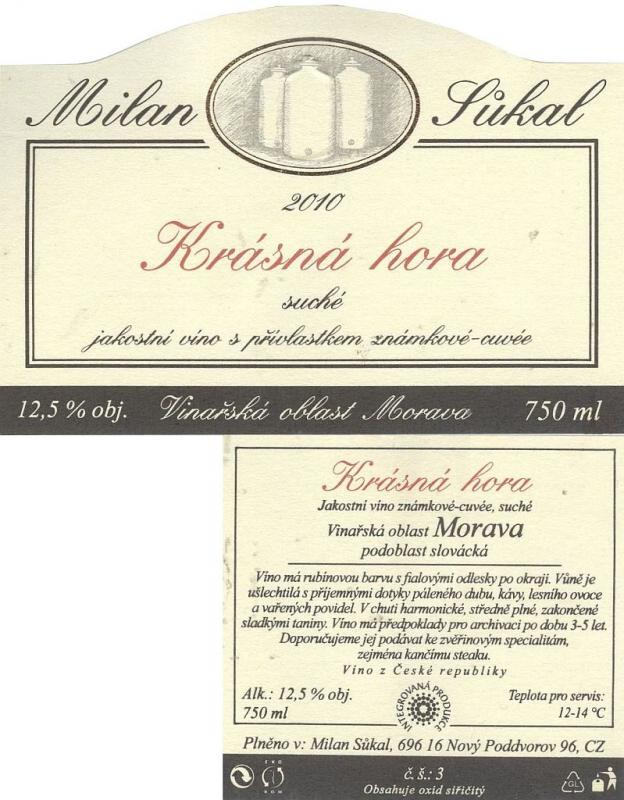 Milan Sůkal
2010
Krásná hora
suché
jakostní víno s přívlastkem známkové-cuvée
12,5 % obj. Vinařská oblast Morava 750 ml
Krásná hora
Jakostní víno známkové-cuvée, suché
Vinařská oblast Morava
podoblast slovácká
Víno má rubínovou barvu s fialovými odlesky po okraji. Vůně je
ušlechtilá s příjemnými dotyky páleného dubu, kávy, lesního ovoce
a vařených povidel. V chuti harmonické, středně plné, zakončené
sladkými taniny. Víno má předpoklady pro archivaci po dobu 3-5 let.
Doporučujeme jej podávat ke zvěřinovým specialitám,
zejména kančímu steaku.
Víno z České republiky
Alk.: 12,5 % obj.
750 ml
INTEGROVANÁ PRODUKCE
Teplota pro servis:
12-14 °C
Plněno v: Milan Sůkal, 696 16 Nový Poddvorov 96, CZ
EKO
KOM
č. š.: 3
Obsahuje oxid siřičitý
GL